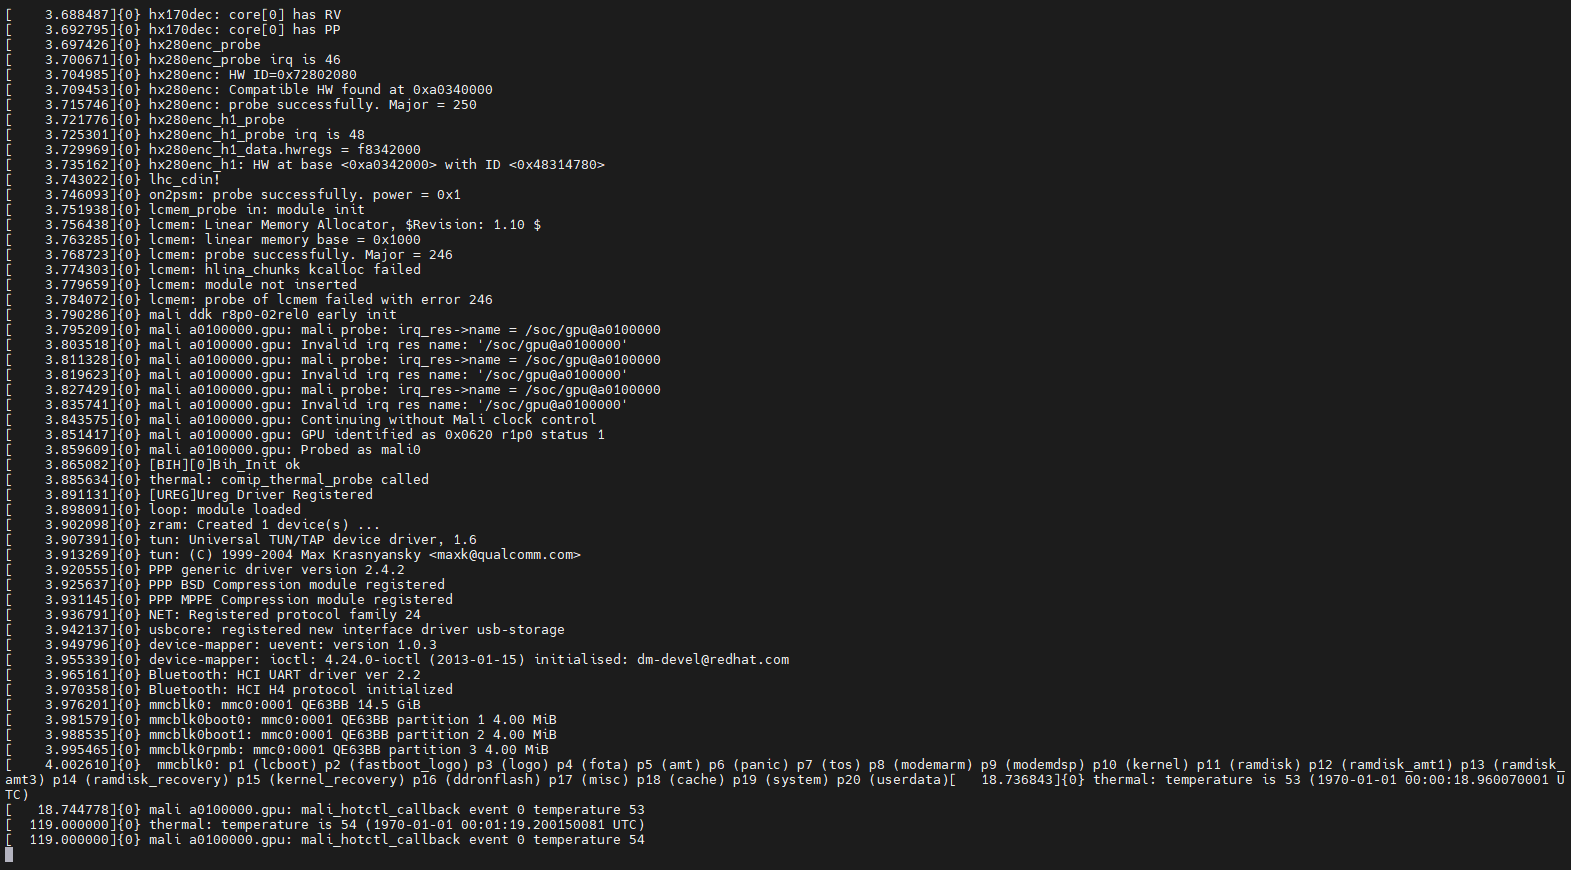 [    3.688487]{0} hx170dec: core[0] has RV
[    3.692795]{0} hx170dec: core[0] has PP
[    3.697426]{0} hx280enc_probe
[    3.700671]{0} hx280enc_probe irq is 46
[    3.704985]{0} hx280enc: HW ID=0x72802080
[    3.709453]{0} hx280enc: Compatible HW found at 0xa0340000
[    3.715746]{0} hx280enc: probe successfully. Major = 250
[    3.721776]{0} hx280enc_h1_probe
[    3.725301]{0} hx280enc_h1_probe irq is 48
[    3.729969]{0} hx280enc_h1_data.hwregs = f8342000
[    3.735162]{0} hx280enc_h1: HW at base <0xa0342000> with ID <0x48314780>
[    3.743022]{0} lhc_cdin!
[    3.746093]{0} on2psm: probe successfully. power = 0x1
[    3.751938]{0} lcmem_probe in: module init
[    3.756438]{0} lcmem: Linear Memory Allocator, $Revision: 1.10 $
[    3.763285]{0} lcmem: linear memory base = 0x1000
[    3.768723]{0} lcmem: probe successfully. Major = 246
[    3.774303]{0} lcmem: hlina_chunks kcalloc failed
[    3.779659]{0} lcmem: module not inserted
[    3.784072]{0} lcmem: probe of lcmem failed with error 246
[    3.790286]{0} mali ddk r8p0-02rel0 early init
[    3.795209]{0} mali a0100000.gpu: mali probe: irq_res->name = /soc/gpu@a0100000
[    3.803518]{0} mali a0100000.gpu: Invalid irq res name: '/soc/gpu@a0100000'
[    3.811328]{0} mali a0100000.gpu: mali probe: irq_res->name = /soc/gpu@a0100000
[    3.819623]{0} mali a0100000.gpu: Invalid irq res name: '/soc/gpu@a0100000'
[    3.827429]{0} mali a0100000.gpu: mali probe: irq_res->name = /soc/gpu@a0100000
[    3.835741]{0} mali a0100000.gpu: Invalid irq res name: '/soc/gpu@a0100000'
[    3.843575]{0} mali a0100000.gpu: Continuing without Mali clock control
[    3.851417]{0} mali a0100000.gpu: GPU identified as 0x0620 r1p0 status 1
[    3.859609]{0} mali a0100000.gpu: Probed as mali0
[    3.865082]{0} [BIH][0]Bih_Init ok
[    3.885634]{0} thermal: comip_thermal_probe called
[    3.891131]{0} [UREG]Ureg Driver Registered
[    3.898091]{0} loop: module loaded
[    3.902098]{0} zram: Created 1 device(s) ...
[    3.907391]{0} tun: Universal TUN/TAP device driver, 1.6
[    3.913269]{0} tun: (C) 1999-2004 Max Krasnyansky <maxk@qualcomm.com>
[    3.920555]{0} PPP generic driver version 2.4.2
[    3.925637]{0} PPP BSD Compression module registered
[    3.931145]{0} PPP MPPE Compression module registered
[    3.936791]{0} NET: Registered protocol family 24
[    3.942137]{0} usbcore: registered new interface driver usb-storage
[    3.949796]{0} device-mapper: uevent: version 1.0.3
[    3.955339]{0} device-mapper: ioctl: 4.24.0-ioctl (2013-01-15) initialised: dm-devel@redhat.com
[    3.965161]{0} Bluetooth: HCI UART driver ver 2.2
[    3.970358]{0} Bluetooth: HCI H4 protocol initialized
[    3.976201]{0} mmcblk0: mmc0:0001 QE63BB 14.5 GiB
[    3.981579]{0} mmcblk0boot0: mmc0:0001 QE63BB partition 1 4.00 MiB
[    3.988535]{0} mmcblk0boot1: mmc0:0001 QE63BB partition 2 4.00 MiB
[    3.995465]{0} mmcblk0rpmb: mmc0:0001 QE63BB partition 3 4.00 MiB
[    4.002610]{0}  mmcblk0: p1 (lcboot) p2 (fastboot_logo) p3 (logo) p4 (fota) p5 (amt) p6 (panic) p7 (tos) p8 (modemarm) p9 (modemdsp) p10 (kernel) p11 (ramdisk) p12 (ramdisk_amt1) p13 (ramdisk_
amt3) p14 (ramdisk_recovery) p15 (kernel_recovery) p16 (ddronflash) p17 (misc) p18 (cache) p19 (system) p20 (userdata)[   18.736843]{0} thermal: temperature is 53 (1970-01-01 00:00:18.960070001 U
TC)
[   18.744778]{0} mali a0100000.gpu: mali_hotctl_callback event 0 temperature 53
[  119.000000]{0} thermal: temperature is 54 (1970-01-01 00:01:19.200150081 UTC)
[  119.000000]{0} mali a0100000.gpu: mali_hotctl_callback event 0 temperature 54